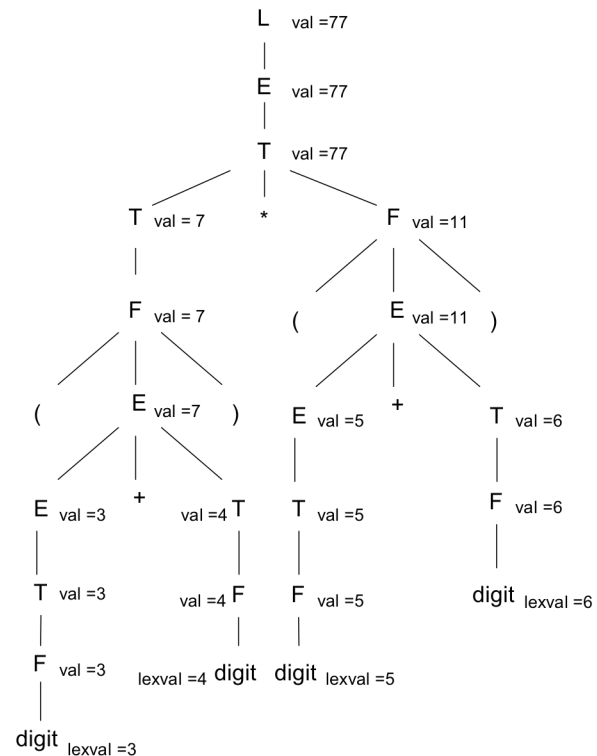 L val =77
E val =77
T val =77
T val = 7 * F val =11
F val = 7 ( E val =11 )
( E val =7 ) E val =5 + T val =6
E val =3 + val =4 T T val =5 F val =6
T val =3 val =4 F F val =5 digit lexval =6
F val =3 lexval =4 digit digit lexval =5
digit lexval =3